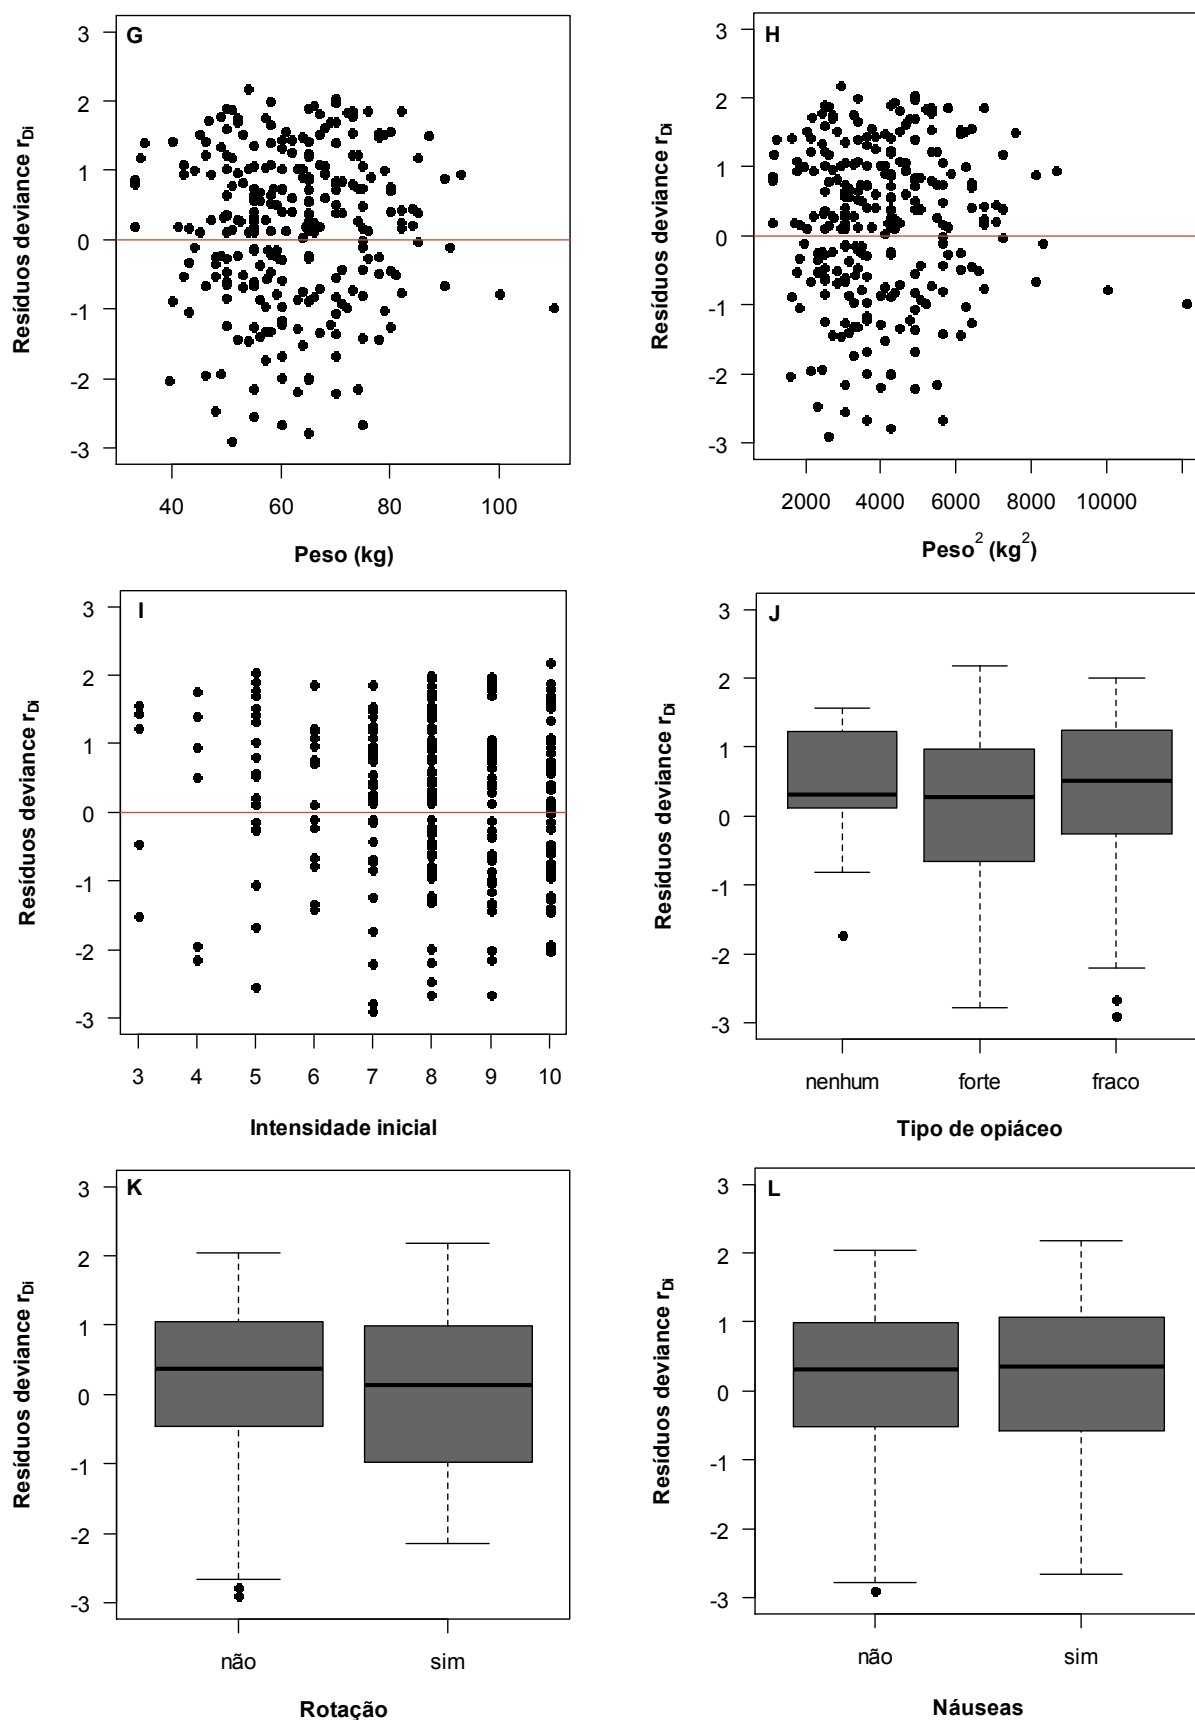 G
3
2
1
0
-1
-2
-3
Resíduos deviance rDi
40 60 80 100
Peso (kg)
H
3
2
1
0
-1
-2
-3
Resíduos deviance rDi
2000 4000 6000 8000 10000
Peso² (kg²)
I
3
2
1
0
-1
-2
-3
Resíduos deviance rDi
3 4 5 6 7 8 9 10
Intensidade inicial
J
3
2
1
0
-1
-2
-3
Resíduos deviance rDi
nenhum forte fraco
Tipo de opiáceo
K
3
2
1
0
-1
-2
-3
Resíduos deviance rDi
não sim
Rotação
L
3
2
1
0
-1
-2
-3
Resíduos deviance rDi
não sim
Náuseas